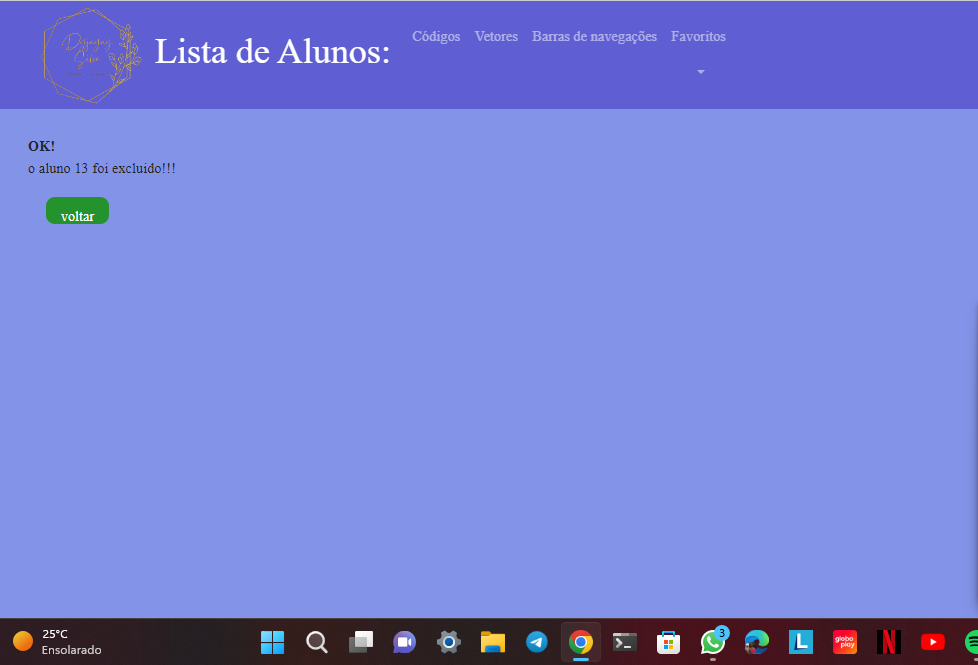 Lista de Alunos:
Códigos Vetores Barras de navegações Favoritos
OK!
o aluno 13 foi excluido!!!
voltar
25°C
Ensolarado
3
L
globo
play
N